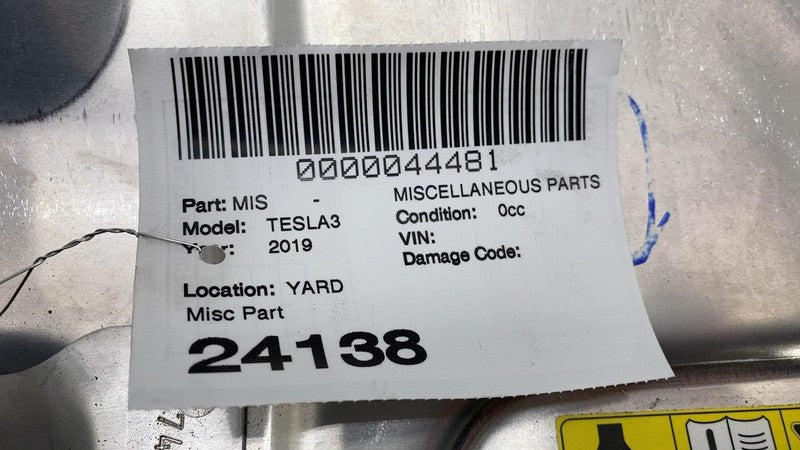 0000044481
Part: MIS - MISCELLANEOUS PARTS
Model: TESLA3 Condition: 0cc
2019 VIN:
Damage Code:
Location: YARD
Misc Part
24138